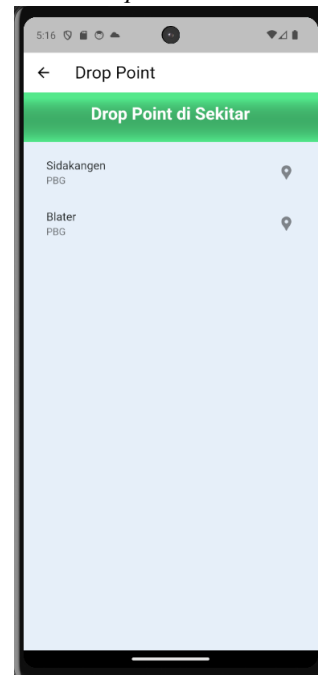 5:16
Drop Point
Drop Point di Sekitar
Sidakangen
PBG
Blater
PBG